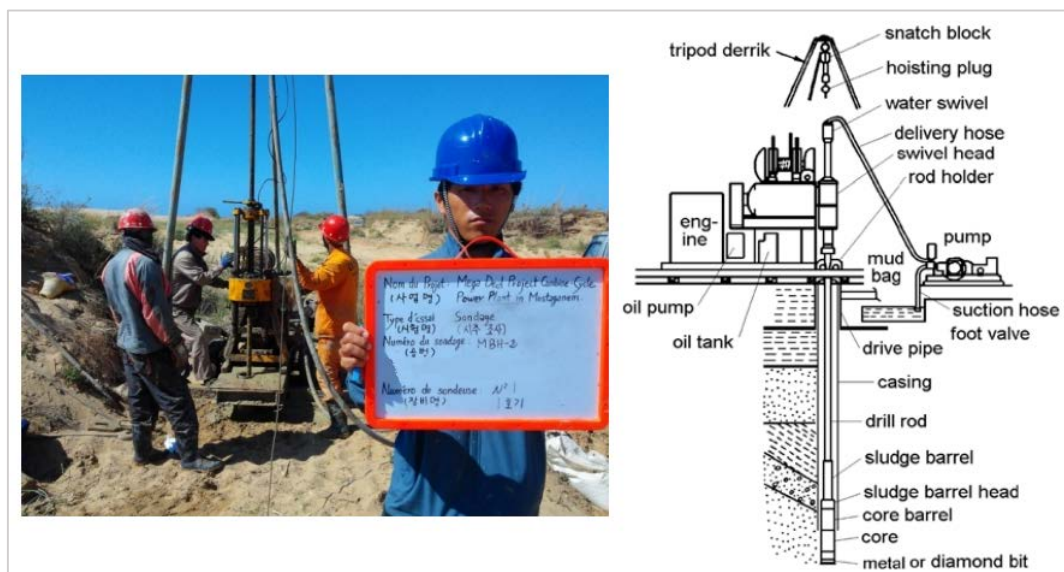 Nom du Projet : Mega Deal Project Combine Cycle
(사업명) Power Plant in Mostaganem.
Type d'essai : Sondage
(시험명) (시추조사)
Numéro du sondage : MBH-2
(공번)
Numéro de sondeuse : N°1
(장비명) 1호기
tripod derrik
snatch block
hoisting plug
water swivel
delivery hose
swivel head
rod holder
eng-
ine
mud
bag
pump
oil pump
oil tank
suction hose
foot valve
drive pipe
casing
drill rod
sludge barrel
sludge barrel head
core barrel
core
metal or diamond bit